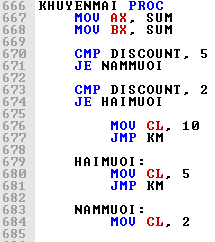 666 KHUYENMAI PROC
667 MOV AX, SUM
668 MOV BX, SUM
669
670 CMP DISCOUNT, 5
671 JE NAMMUOI
672
673 CMP DISCOUNT, 2
674 JE HAIMUOI
675
676 MOV CL, 10
677 JMP KM
678
679 HAIMUOI:
680 MOV CL, 5
681 JMP KM
682
683 NAMMUOI:
684 MOV CL, 2
685